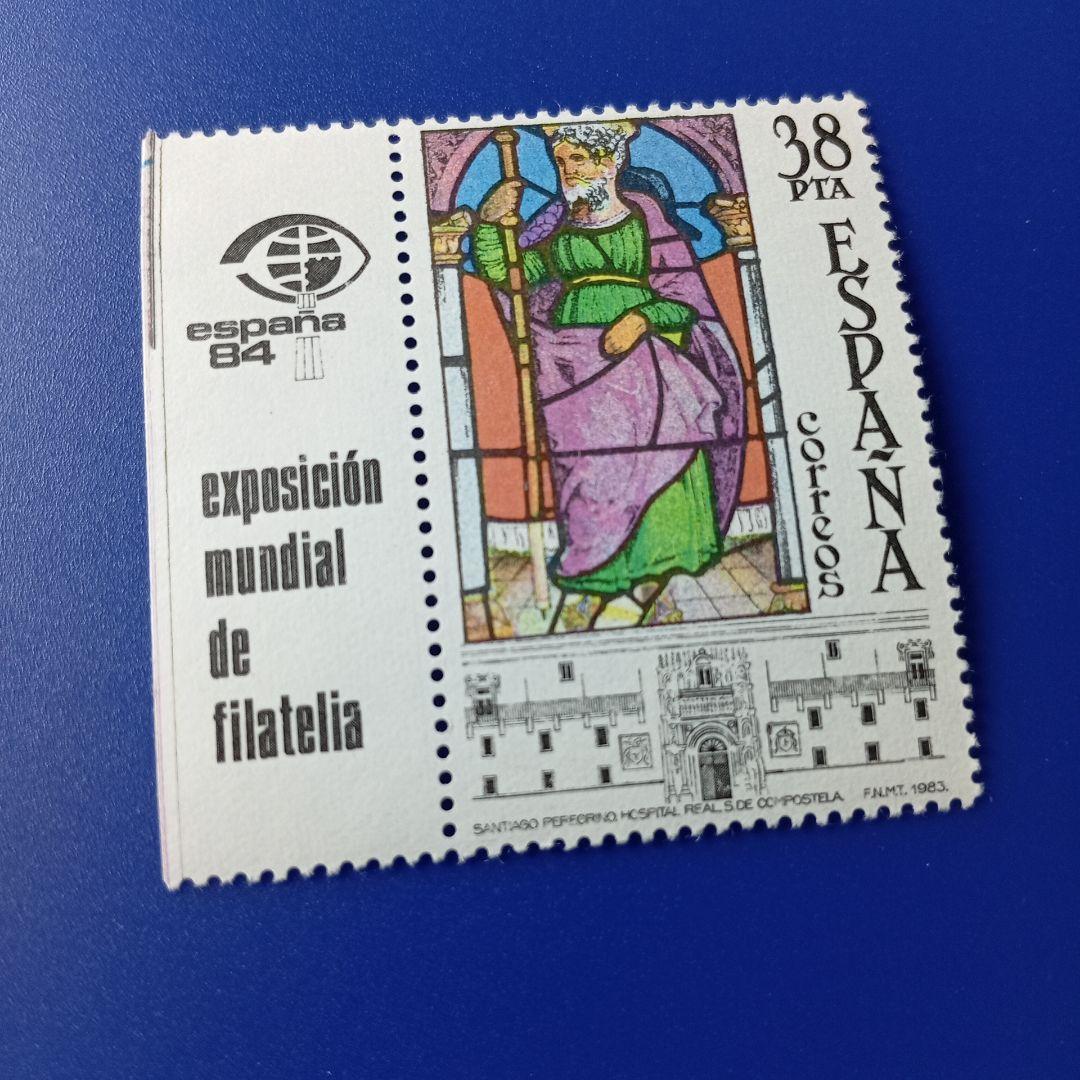 españa
84
exposición
mundial
de
filatelia
38
PTA
ESPAÑA
correos
SANTIAGO PEREGRINO. HOSPITAL REAL. S. DE COMPOSTELA. F.N.M.T. 1983.